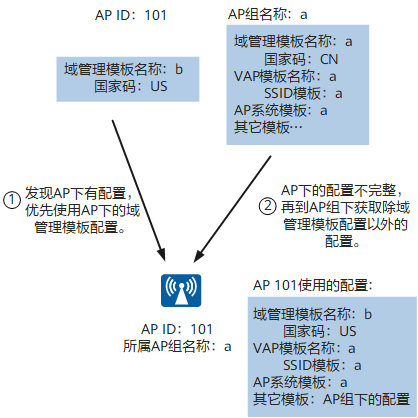 AP ID：101
域管理模板名称：b
国家码：US
AP组名称：a
域管理模板名称：a
国家码：CN
VAP模板名称：a
SSID模板：a
AP系统模板：a
其它模板…
① 发现AP下有配置，
优先使用AP下的域
管理模板配置。
② AP下的配置不完整，
再到AP组下获取除域
管理模板配置以外的
配置。
AP ID：101
所属AP组名称：a
AP 101使用的配置：
域管理模板名称：b
国家码：US
VAP模板名称：a
SSID模板：a
AP系统模板：a
其它模板：AP组下的配置